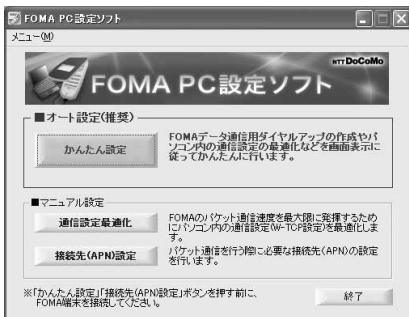 FOMA PC設定ソフト
メニュー(M)
NTT DoCoMo
FOMA PC設定ソフト
■オート設定(推奨)
かんたん設定
FOMAデータ通信用ダイヤルアップの作成やパ
ソコン内の通信設定の最適化などを画面表示に
従ってかんたんに行います。
■マニュアル設定
通信設定最適化
FOMAのパケット通信速度を最大限に発揮するため
にパソコン内の通信設定(W-TCP設定)を最適化しま
す。
接続先(APN)設定
パケット通信を行う際に必要な接続先(APN)の設定
を行います。
※「かんたん設定」「接続先(APN)設定」ボタンを押す前に、
FOMA端末を接続してください。
終了